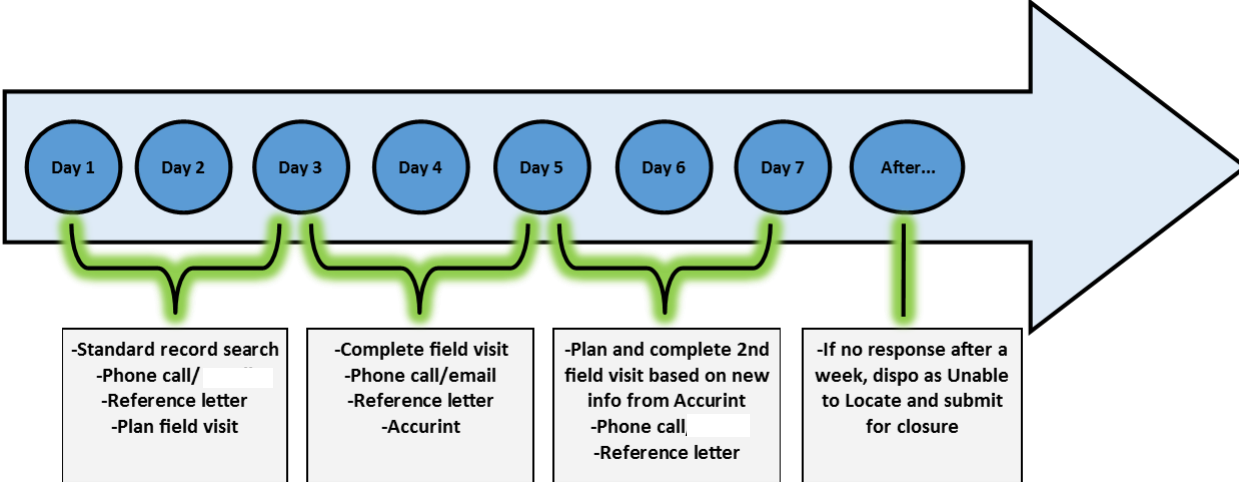 Day 1
Day 2
Day 3
Day 4
Day 5
Day 6
Day 7
After...
-Standard record search
-Phone call/
-Reference letter
-Plan field visit
-Complete field visit
-Phone call/email
-Reference letter
-Accurint
-Plan and complete 2nd
field visit based on new
info from Accurint
-Phone call/
-Reference letter
-If no response after a
week, dispo as Unable
to Locate and submit
for closure